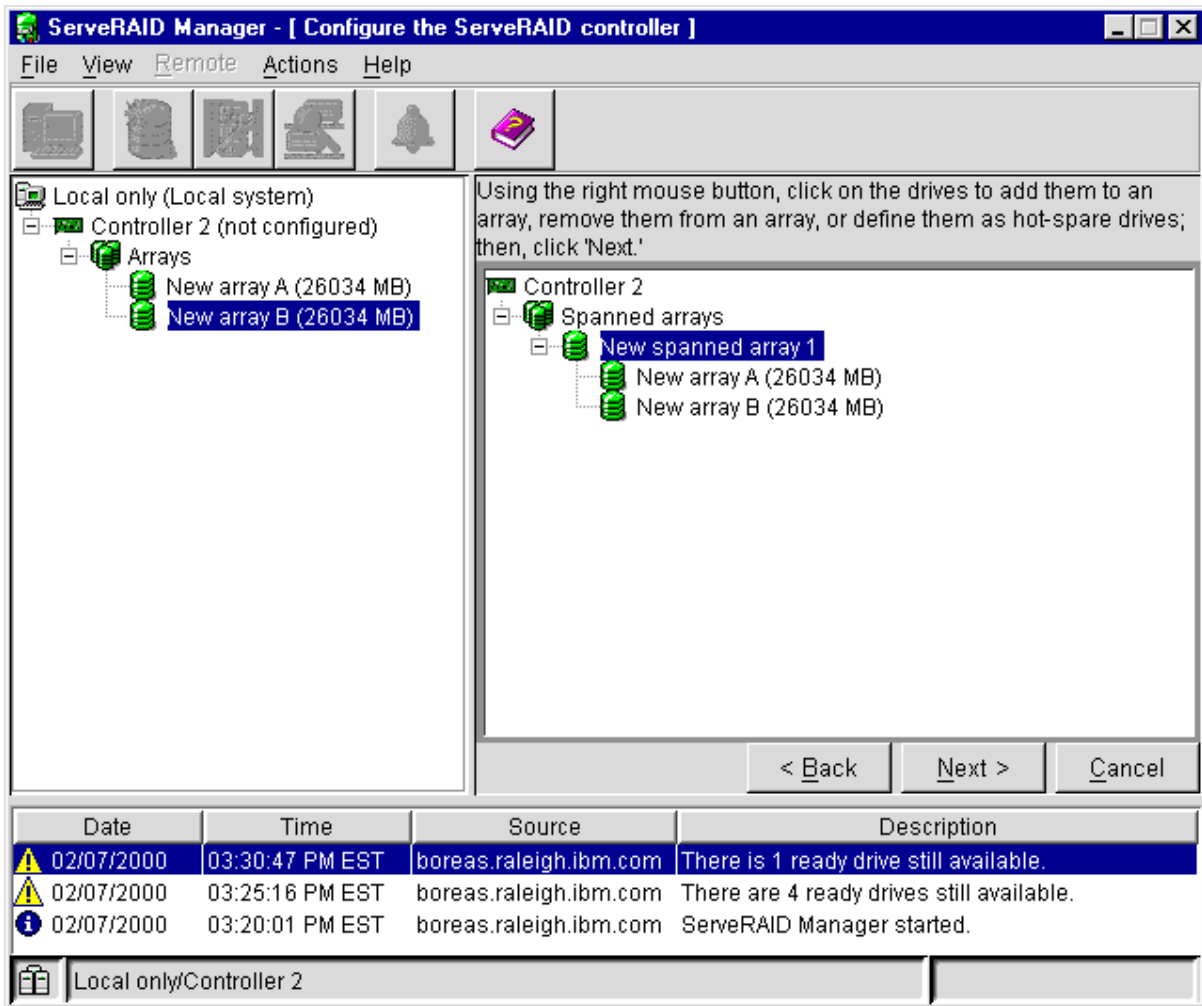 ServeRAID Manager - [ Configure the ServeRAID controller ]
File View Remote Actions Help
Local only (Local system)
Controller 2 (not configured)
Arrays
New array A (26034 MB)
New array B (26034 MB)
Using the right mouse button, click on the drives to add them to an
array, remove them from an array, or define them as hot-spare drives;
then, click 'Next.'
Controller 2
Spanned arrays
New spanned array 1
New array A (26034 MB)
New array B (26034 MB)
< Back Next > Cancel
Date Time Source Description
02/07/2000 03:30:47 PM EST boreas.raleigh.ibm.com There is 1 ready drive still available.
02/07/2000 03:25:16 PM EST boreas.raleigh.ibm.com There are 4 ready drives still available.
02/07/2000 03:20:01 PM EST boreas.raleigh.ibm.com ServeRAID Manager started.
Local only/Controller 2